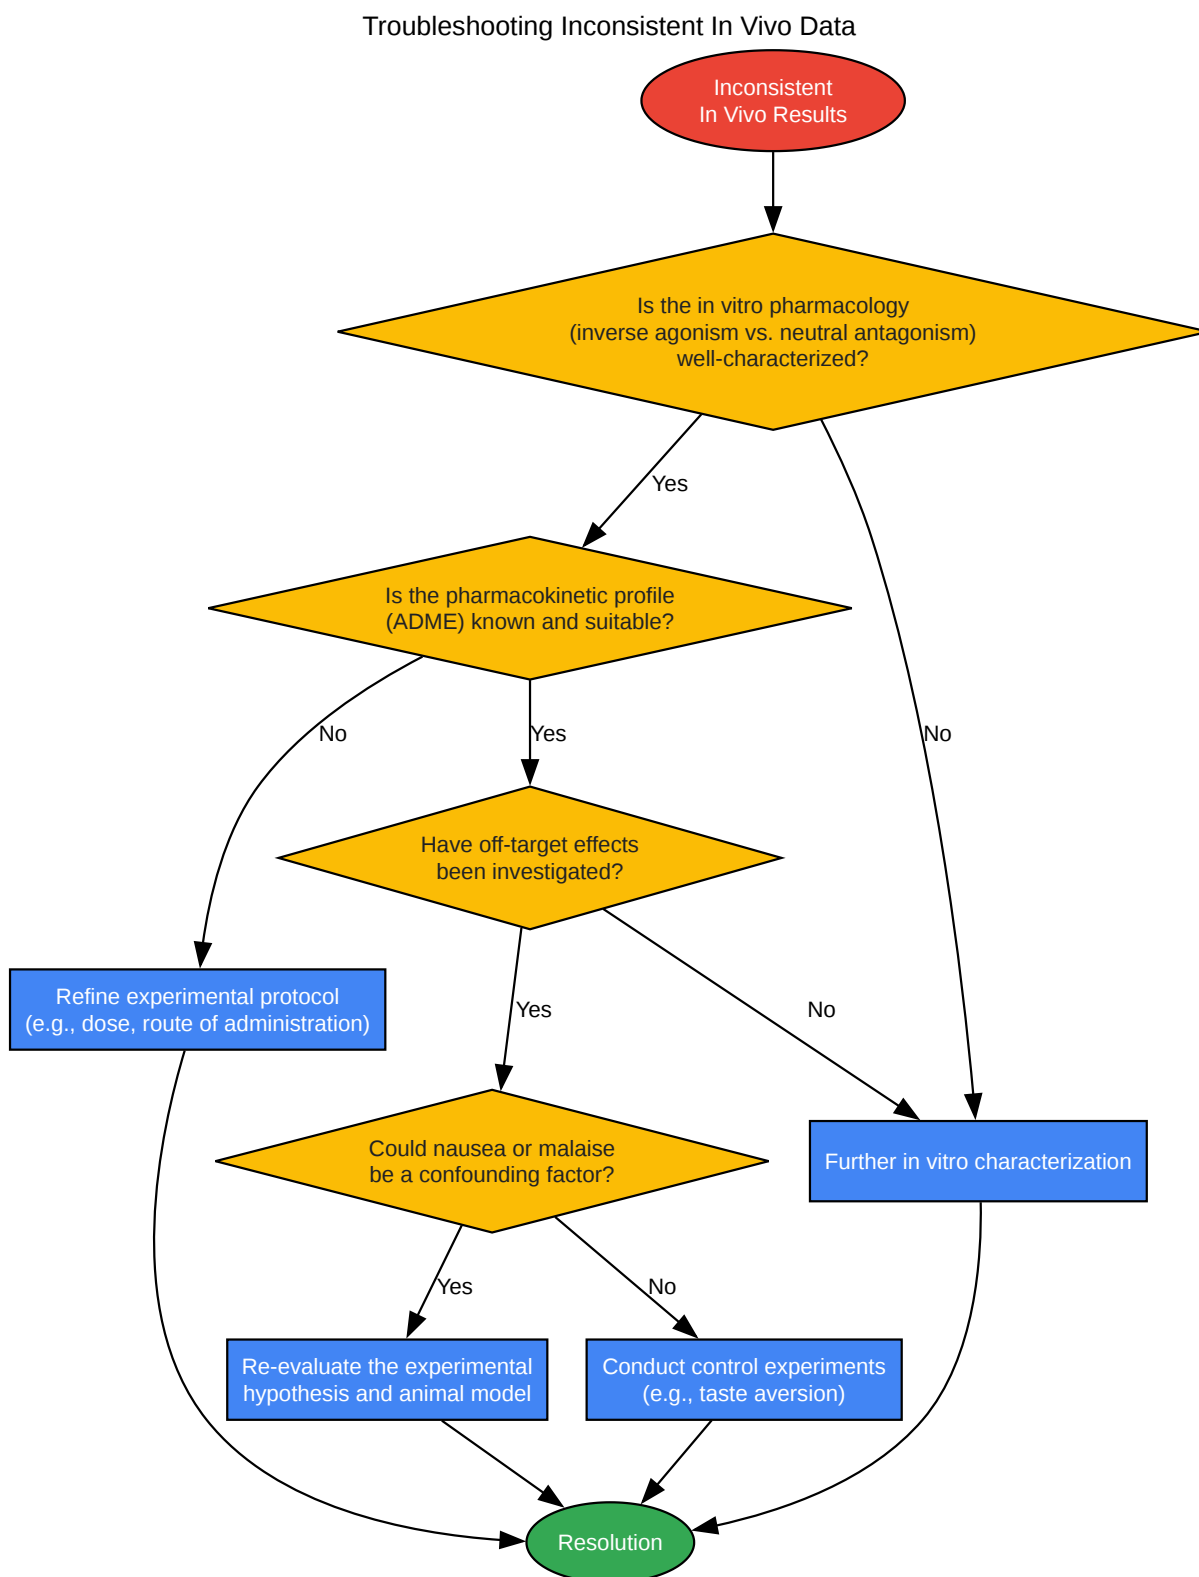 Troubleshooting Inconsistent In Vivo Data
Inconsistent
In Vivo Results
Is the in vitro pharmacology
(inverse agonism vs. neutral antagonism)
well-characterized?
Yes
Is the pharmacokinetic profile
(ADME) known and suitable?
No
Yes
No
Have off-target effects
been investigated?
Refine experimental protocol
(e.g., dose, route of administration)
Yes
No
Could nausea or malaise
be a confounding factor?
Further in vitro characterization
Yes
No
Re-evaluate the experimental
hypothesis and animal model
Conduct control experiments
(e.g., taste aversion)
Resolution